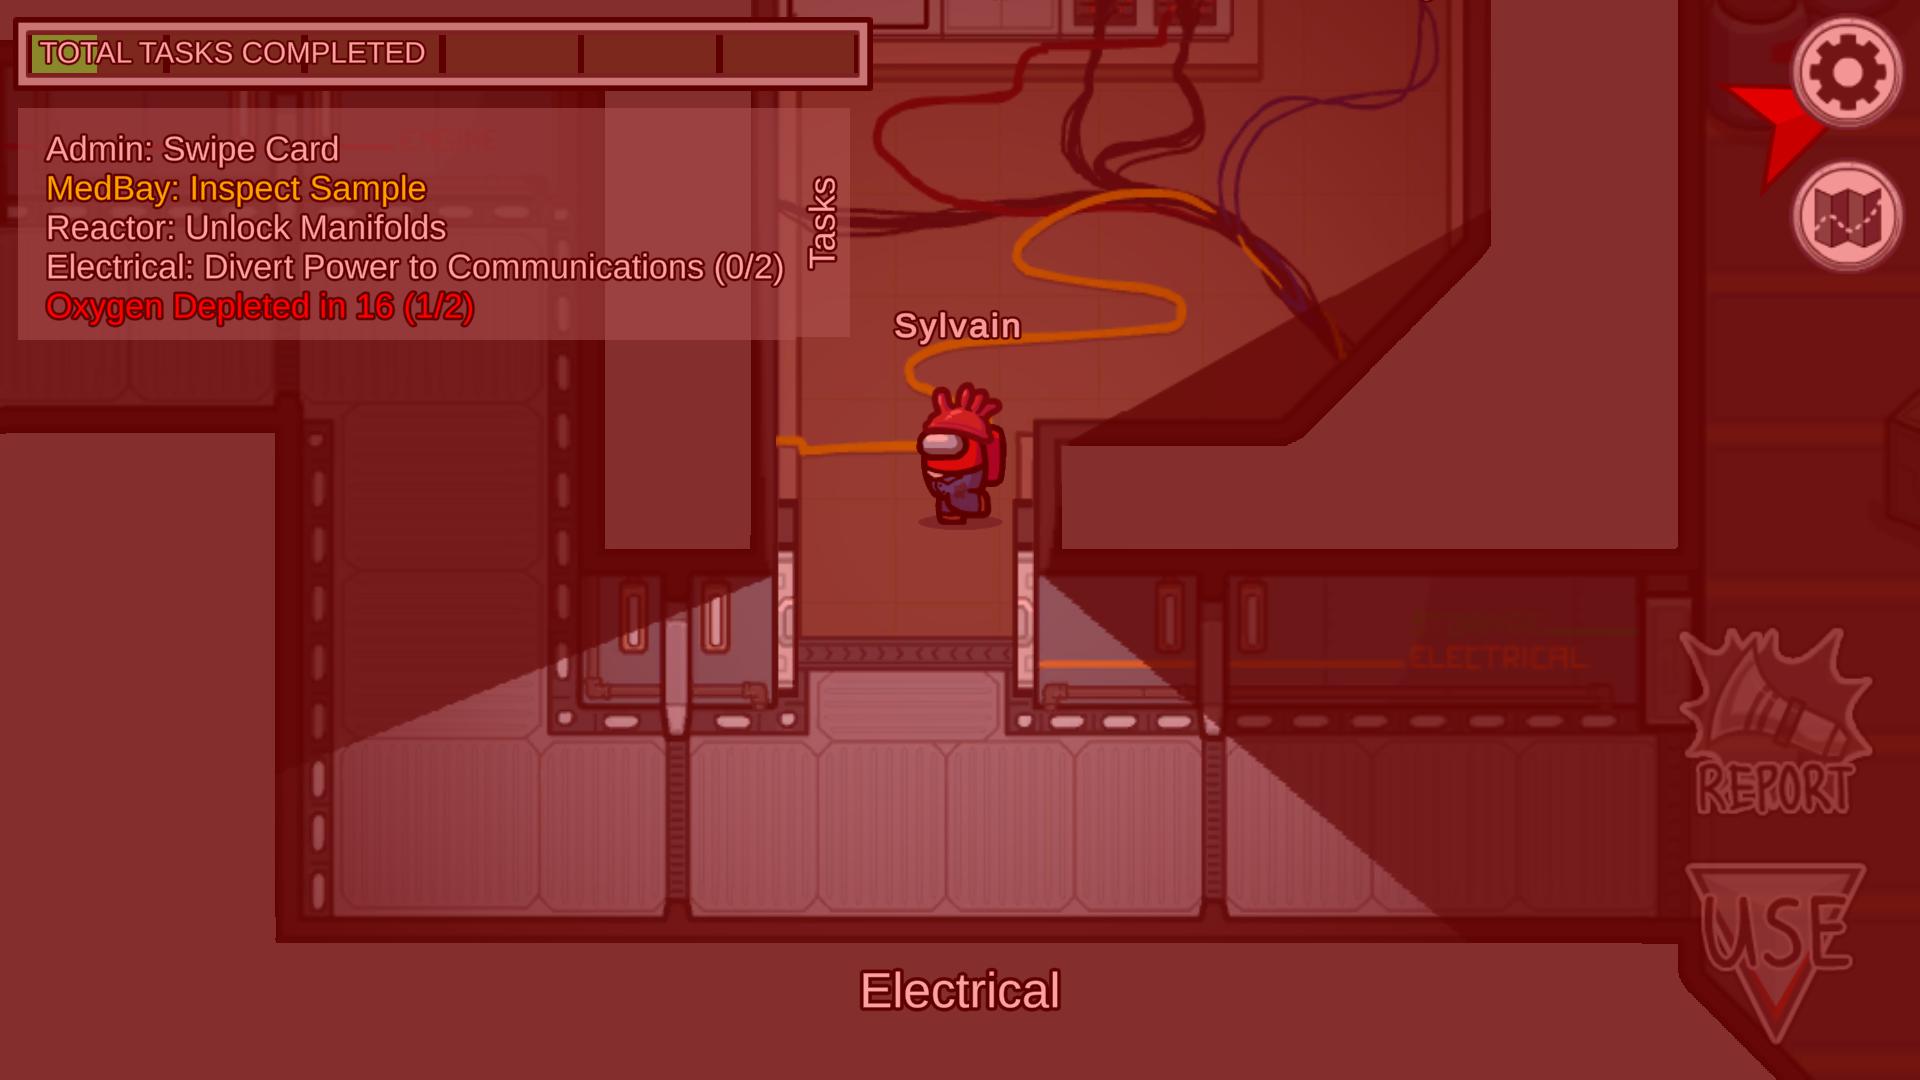 TOTAL TASKS COMPLETED
Admin: Swipe Card
MedBay: Inspect Sample
Reactor: Unlock Manifolds
Electrical: Divert Power to Communications (0/2)
Oxygen Depleted in 16 (1/2)
Tasks
ENGINE
Sylvain
ELECTRICAL
REPORT
USE
Electrical